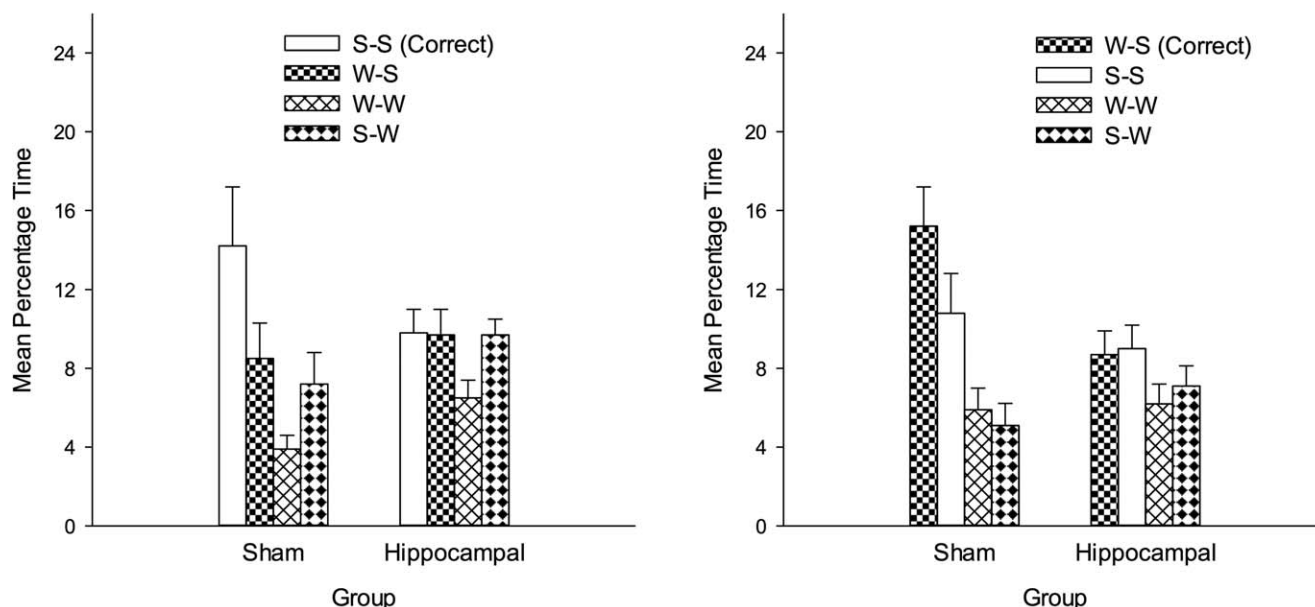 Mean Percentage Time
24
20
16
12
8
4
0
S-S (Correct)
W-S
W-W
S-W
Sham
Hippocampal
Group
Mean Percentage Time
24
20
16
12
8
4
0
W-S (Correct)
S-S
W-W
S-W
Sham
Hippocampal
Group